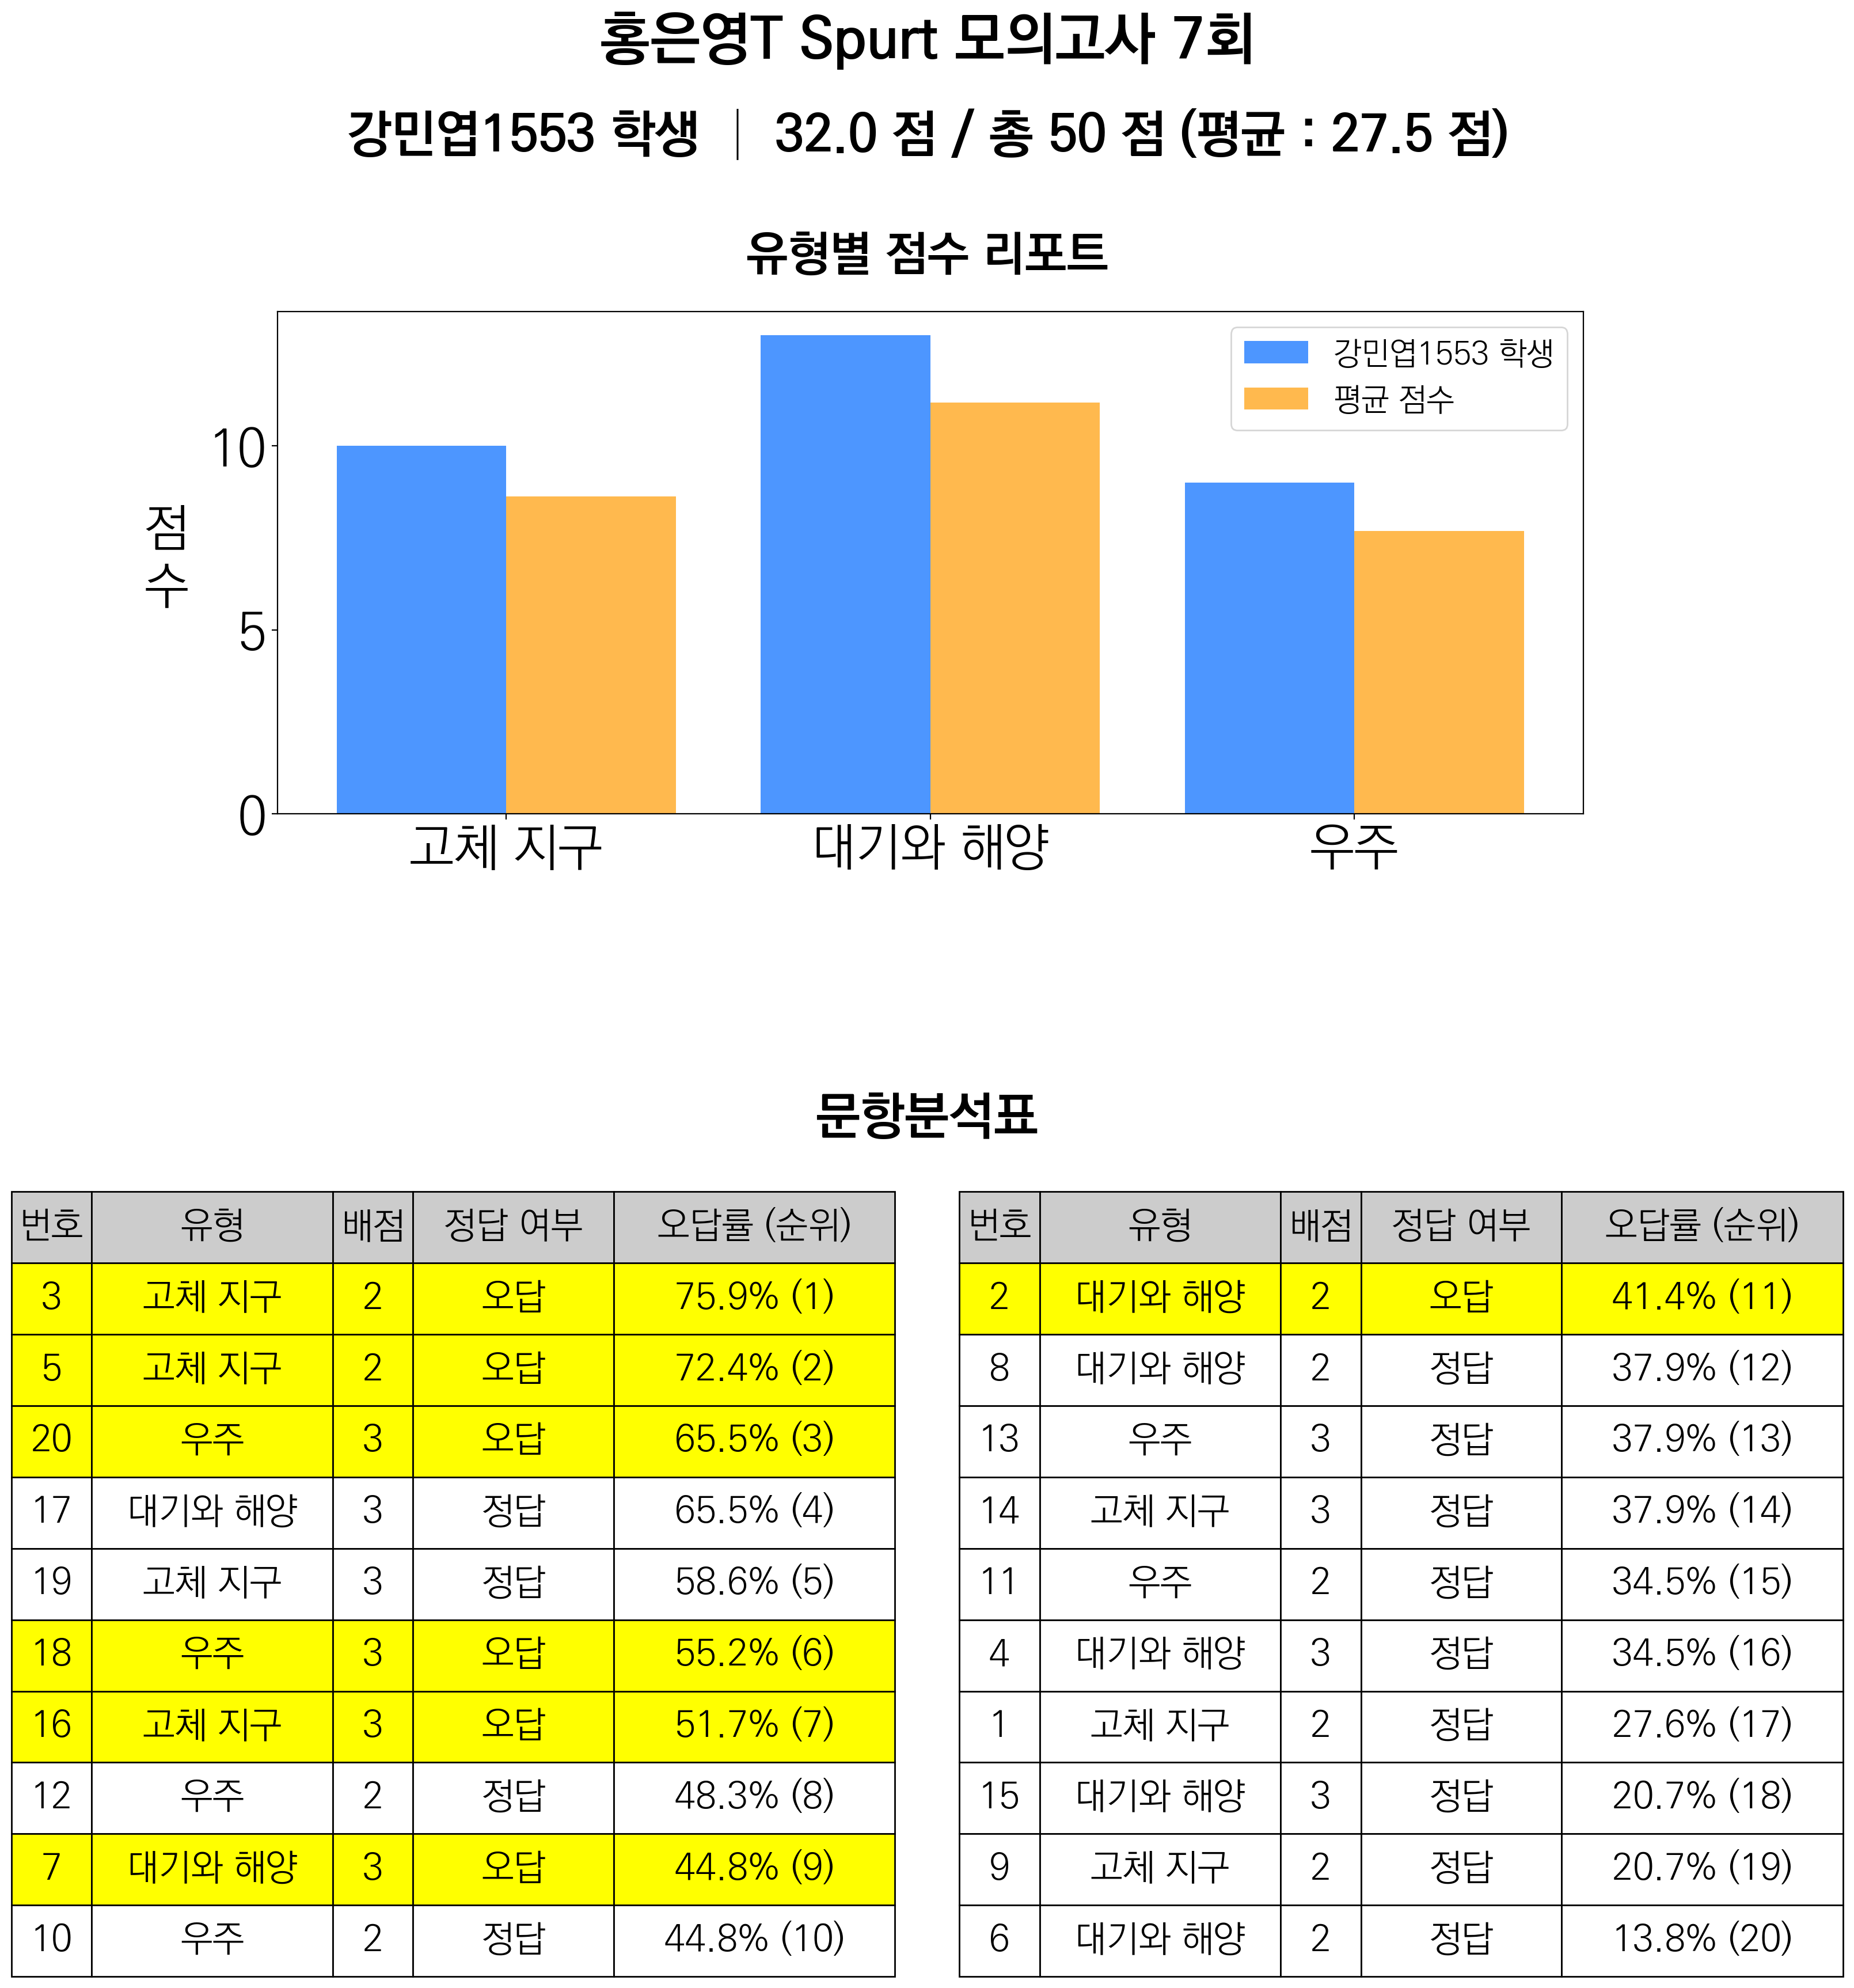 홍은영T Spurt 모의고사 7회
강민엽1553 학생 │ 32.0 점 / 총 50 점 (평균 : 27.5 점)
유형별 점수 리포트
강민엽1553 학생
평균 점수
점
수
10
5
0
고체 지구 대기와 해양 우주
문항분석표
번호 유형 배점 정답 여부 오답률 (순위)
3 고체 지구 2 오답 75.9% (1)
5 고체 지구 2 오답 72.4% (2)
20 우주 3 오답 65.5% (3)
17 대기와 해양 3 정답 65.5% (4)
19 고체 지구 3 정답 58.6% (5)
18 우주 3 오답 55.2% (6)
16 고체 지구 3 오답 51.7% (7)
12 우주 2 정답 48.3% (8)
7 대기와 해양 3 오답 44.8% (9)
10 우주 2 정답 44.8% (10)
번호 유형 배점 정답 여부 오답률 (순위)
2 대기와 해양 2 오답 41.4% (11)
8 대기와 해양 2 정답 37.9% (12)
13 우주 3 정답 37.9% (13)
14 고체 지구 3 정답 37.9% (14)
11 우주 2 정답 34.5% (15)
4 대기와 해양 3 정답 34.5% (16)
1 고체 지구 2 정답 27.6% (17)
15 대기와 해양 3 정답 20.7% (18)
9 고체 지구 2 정답 20.7% (19)
6 대기와 해양 2 정답 13.8% (20)